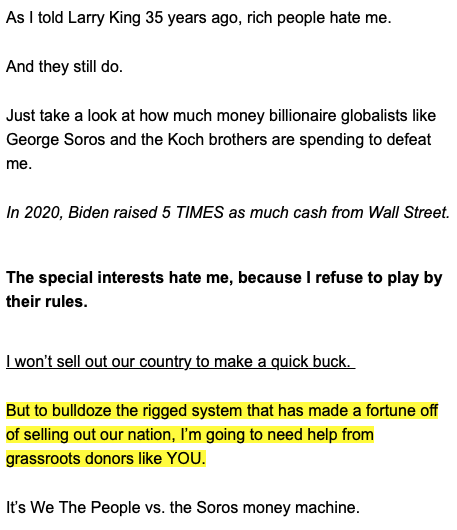 As I told Larry King 35 years ago, rich people hate me.
And they still do.
Just take a look at how much money billionaire globalists like
George Soros and the Koch brothers are spending to defeat
me.
In 2020, Biden raised 5 TIMES as much cash from Wall Street.
The special interests hate me, because I refuse to play by
their rules.
I won’t sell out our country to make a quick buck.
But to bulldoze the rigged system that has made a fortune off
of selling out our nation, I’m going to need help from
grassroots donors like YOU.
It’s We The People vs. the Soros money machine.